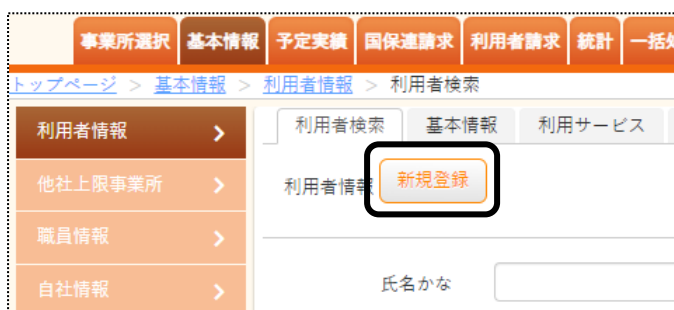 事業所選択 基本情報 予定実績 国保連請求 利用者請求 統計 一括
トップページ > 基本情報 > 利用者情報 > 利用者検索
利用者情報 利用者検索 基本情報 利用サービス
他社上限事業所 利用者情報 新規登録
職員情報
自社情報 氏名かな